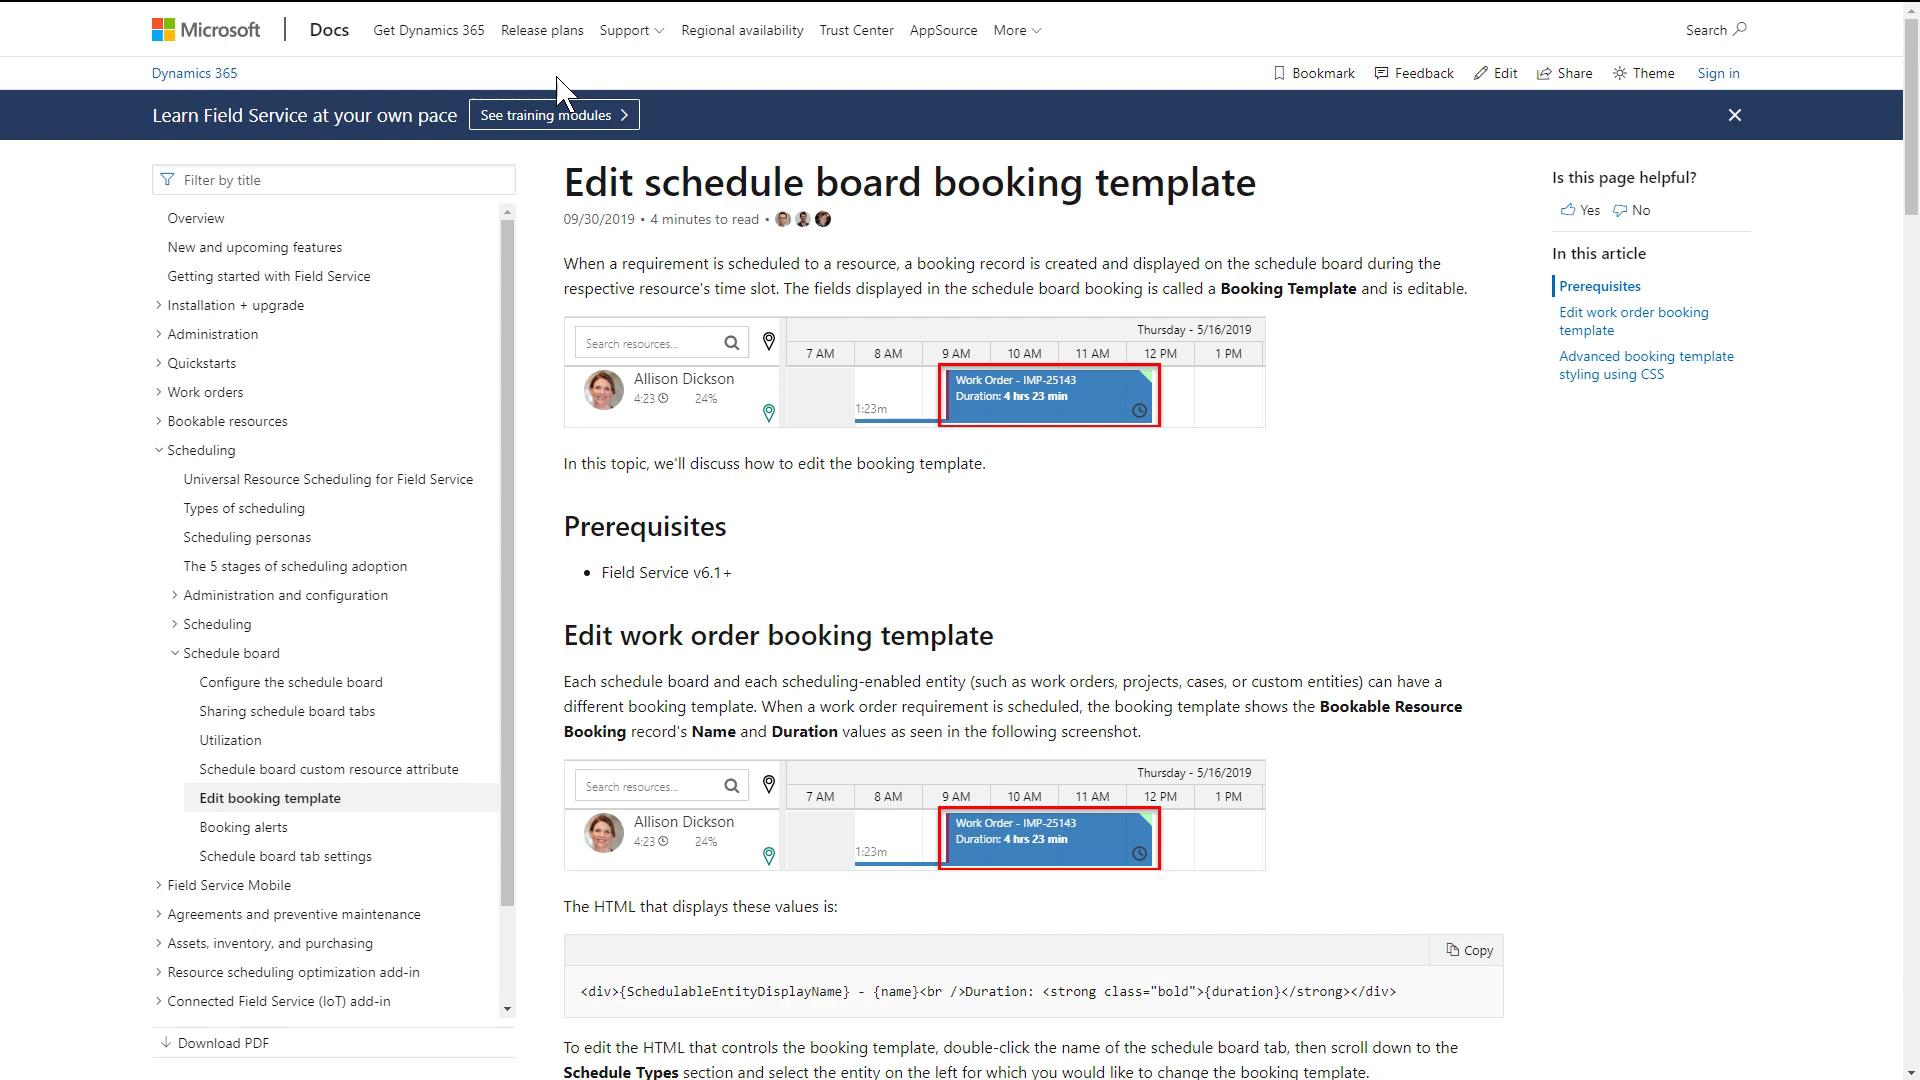 Microsoft | Docs Get Dynamics 365 Release plans Support Regional availability Trust Center AppSource More Search
Dynamics 365 Bookmark Feedback Edit Share Theme Sign in
Learn Field Service at your own pace See training modules
Filter by title
Overview
New and upcoming features
Getting started with Field Service
Installation + upgrade
Administration
Quickstarts
Work orders
Bookable resources
Scheduling
Universal Resource Scheduling for Field Service
Types of scheduling
Scheduling personas
The 5 stages of scheduling adoption
Administration and configuration
Scheduling
Schedule board
Configure the schedule board
Sharing schedule board tabs
Utilization
Schedule board custom resource attribute
Edit booking template
Booking alerts
Schedule board tab settings
Field Service Mobile
Agreements and preventive maintenance
Assets, inventory, and purchasing
Resource scheduling optimization add-in
Connected Field Service (IoT) add-in
Download PDF
Edit schedule board booking template
09/30/2019 • 4 minutes to read •
When a requirement is scheduled to a resource, a booking record is created and displayed on the schedule board during the
respective resource's time slot. The fields displayed in the schedule board booking is called a Booking Template and is editable.
Search resources...
Thursday - 5/16/2019
7 AM 8 AM 9 AM 10 AM 11 AM 12 PM 1 PM
Allison Dickson
4:23 24%
1:23m
Work Order - IMP-25143
Duration: 4 hrs 23 min
In this topic, we'll discuss how to edit the booking template.
Prerequisites
• Field Service v6.1+
Edit work order booking template
Each schedule board and each scheduling-enabled entity (such as work orders, projects, cases, or custom entities) can have a
different booking template. When a work order requirement is scheduled, the booking template shows the Bookable Resource
Booking record's Name and Duration values as seen in the following screenshot.
Search resources...
Thursday - 5/16/2019
7 AM 8 AM 9 AM 10 AM 11 AM 12 PM 1 PM
Allison Dickson
4:23 24%
1:23m
Work Order - IMP-25143
Duration: 4 hrs 23 min
The HTML that displays these values is:
Copy
<div>{SchedulableEntityDisplayName} - {name}<br />Duration: <strong class="bold">{duration}</strong></div>
To edit the HTML that controls the booking template, double-click the name of the schedule board tab, then scroll down to the
Schedule Types section and select the entity on the left for which you would like to change the booking template.
Is this page helpful?
Yes No
In this article
Prerequisites
Edit work order booking
template
Advanced booking template
styling using CSS